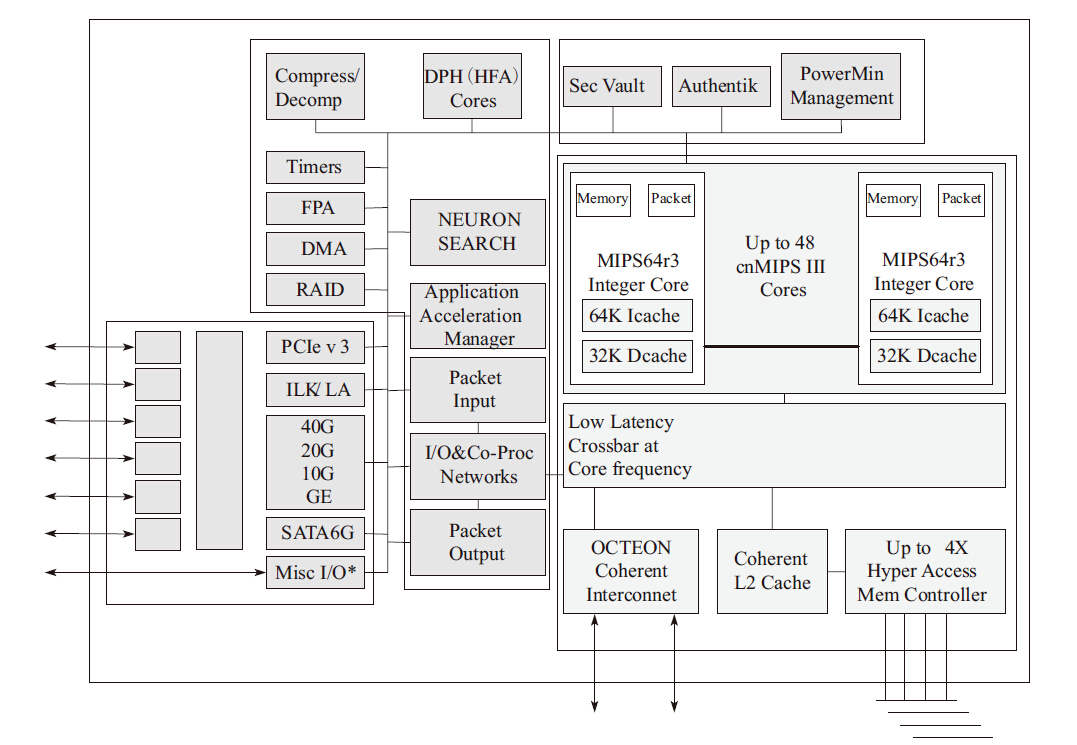 Compress/
Decomp
DPH (HFA)
Cores
Sec Vault
Authentik
PowerMin
Management
Timers
FPA
DMA
RAID
NEURON
SEARCH
Application
Acceleration
Manager
PCIe v 3
ILK/ LA
40G
20G
10G
GE
SATA6G
Misc I/O*
Packet
Input
I/O&Co-Proc
Networks
Packet
Output
Memory
Packet
MIPS64r3
Integer Core
64K Icache
32K Dcache
Up to 48
cnMIPS III
Cores
Memory
Packet
MIPS64r3
Integer Core
64K Icache
32K Dcache
Low Latency
Crossbar at
Core frequency
OCTEON
Coherent
Interconnet
Coherent
L2 Cache
Up to 4X
Hyper Access
Mem Controller